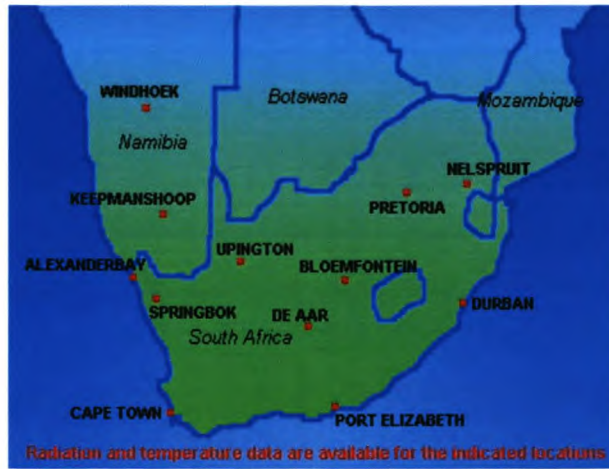 WINDHOEK
Botswana
Mozambique
Namibia
NELSPRUIT
KEEPMANSHOOP
PRETORIA
UPINGTON
ALEXANDERBAY
BLOEMFONTEIN
SPRINGBOK
DE AAR
DURBAN
South Africa
CAPE TOWN
PORT ELIZABETH
Radiation and temperature data are available for the indicated locations